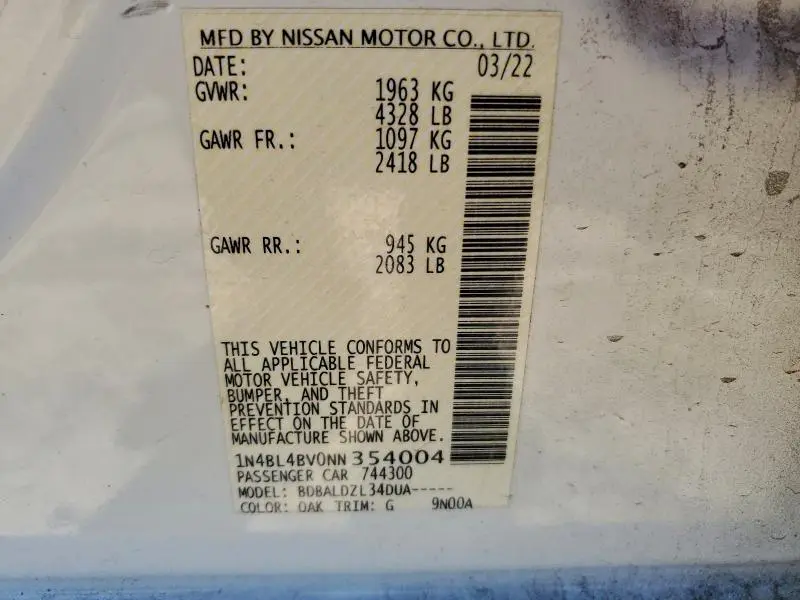 MFD BY NISSAN MOTOR CO., LTD.
DATE: 03/22
GVWR: 1963 KG
4328 LB
GAWR FR.: 1097 KG
2418 LB
GAWR RR.: 945 KG
2083 LB
THIS VEHICLE CONFORMS TO
ALL APPLICABLE FEDERAL
MOTOR VEHICLE SAFETY,
BUMPER, AND THEFT
PREVENTION STANDARDS IN
EFFECT ON THE DATE OF
MANUFACTURE SHOWN ABOVE.
1N4BL4BV0NN354004
PASSENGER CAR 744300
MODEL: BDBALDZL34DUA-----
COLOR: QAK TRIM: G 9N00A